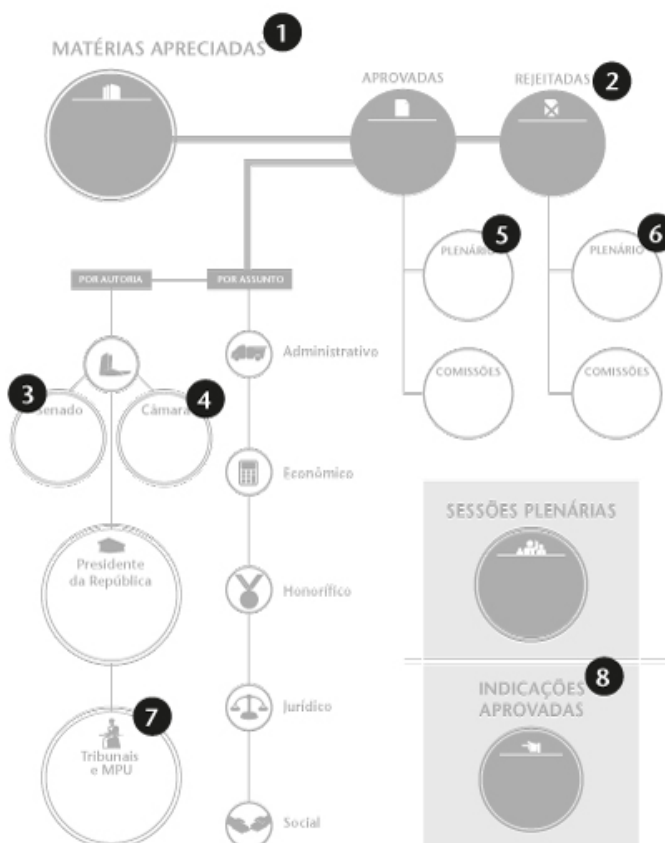 MATÉRIAS APRECIADAS 1
APROVADAS
REJEITADAS 2
PLENÁRIO 5
PLENÁRIO 6
POR AUTORIA
POR ASSUNTO
Administrativo
3
Senado
4
Câmara
COMISSÕES
COMISSÕES
Econômico
SESSÕES PLENÁRIAS
Presidente
da República
Honorífico
INDICAÇÕES 8
APROVADAS
7
Tribunais
e MPU
Jurídico
Social